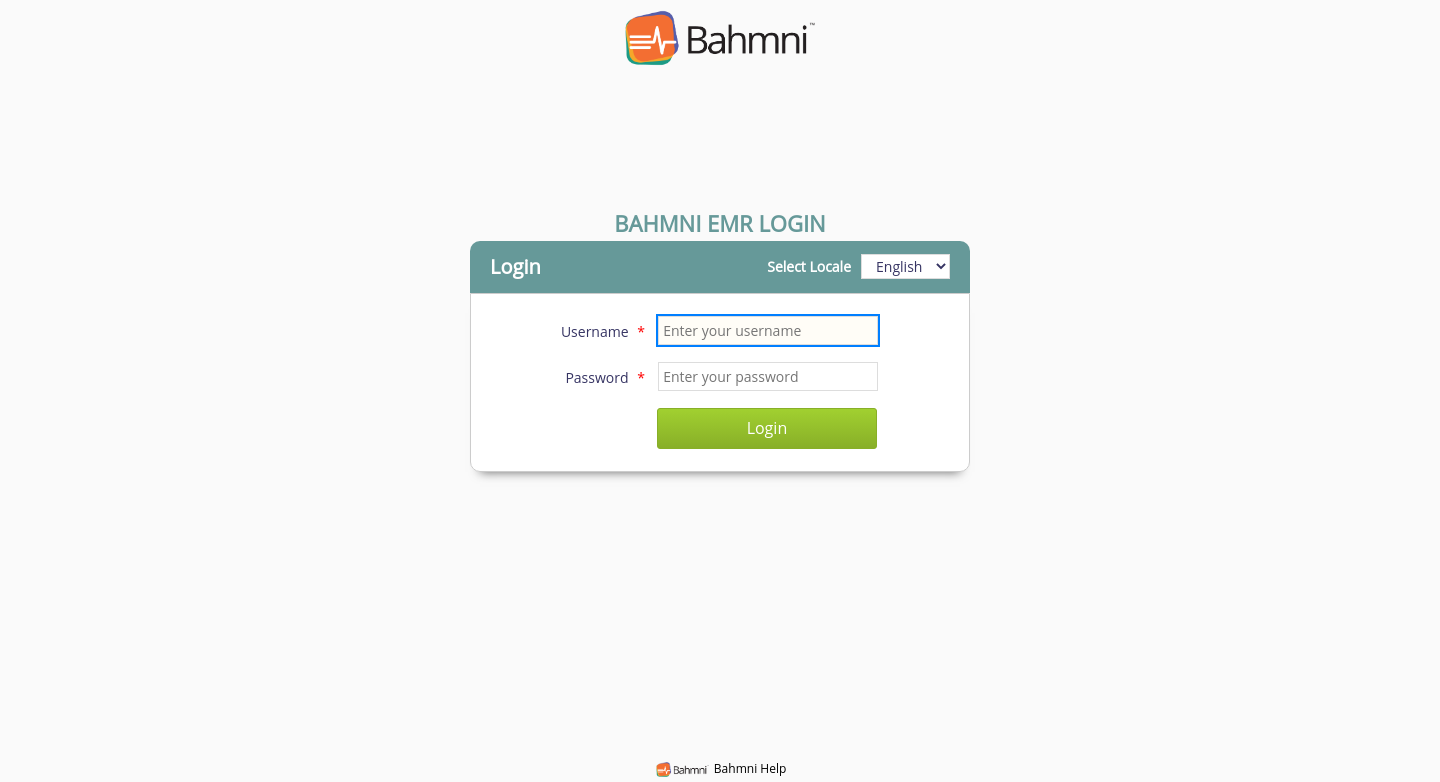 Bahmni™
BAHMNI EMR LOGIN
Login Select Locale English
Username * Enter your username
Password * Enter your password
Login
Bahmni Bahmni Help